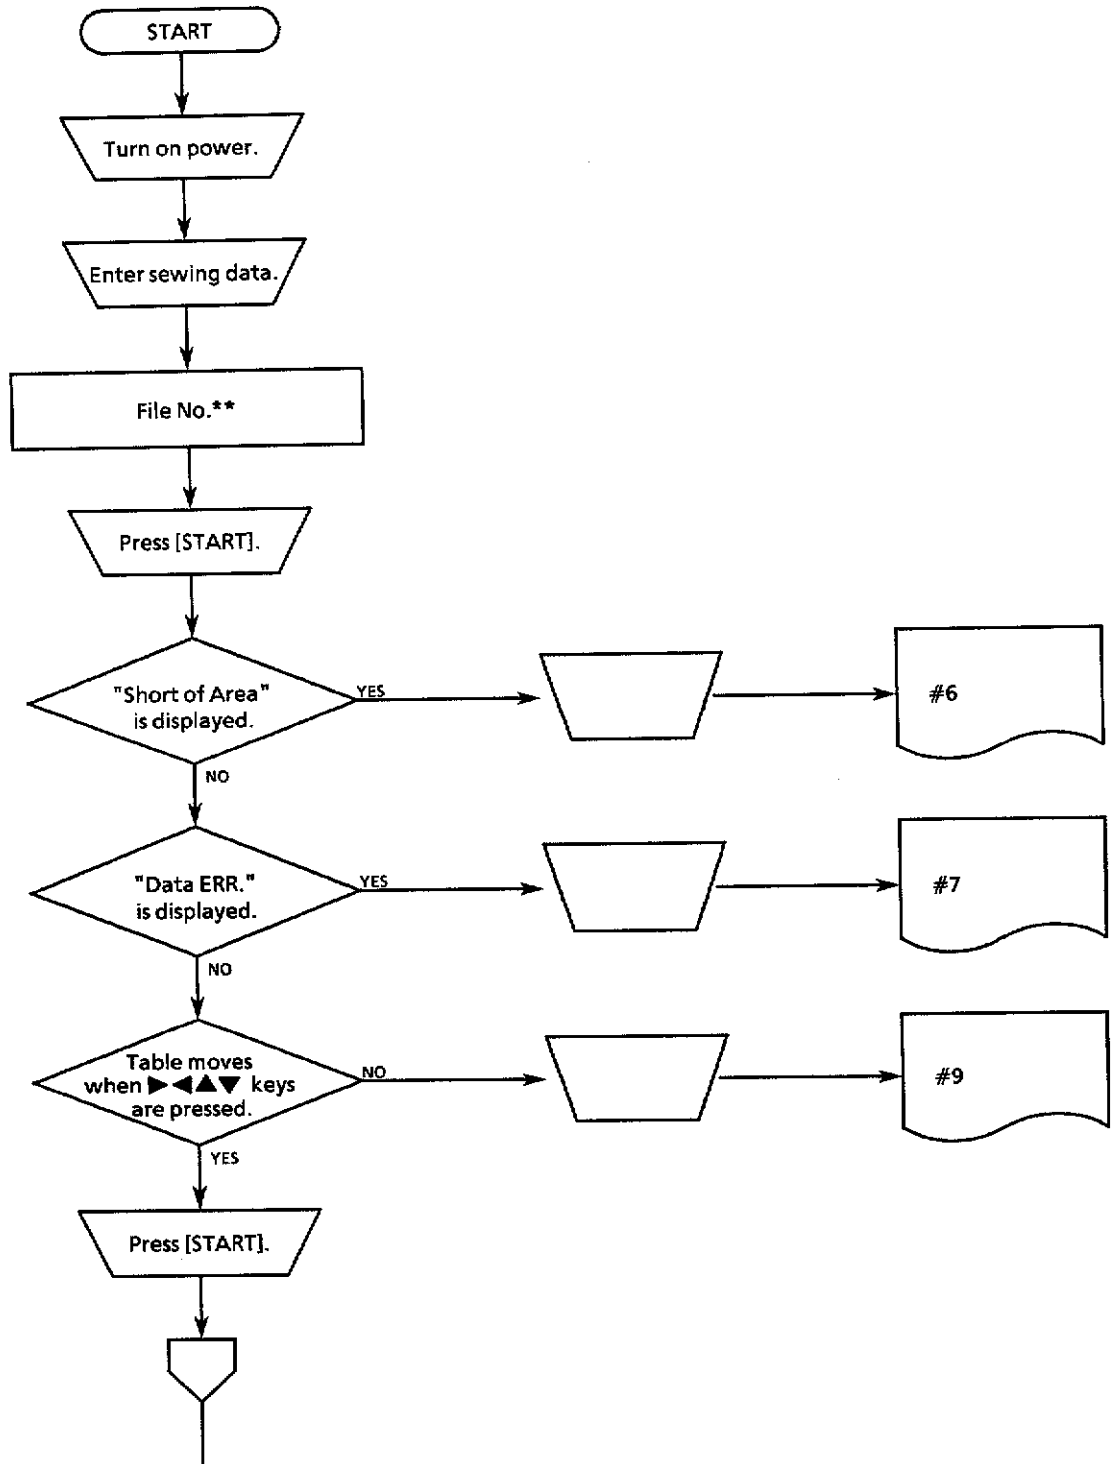 START
Turn on power.
Enter sewing data.
File No.**
Press [START].
"Short of Area"
is displayed.
YES
#6
NO
"Data ERR."
is displayed.
YES
#7
NO
Table moves
when ▶◀▲▼ keys
are pressed.
NO
#9
YES
Press [START].